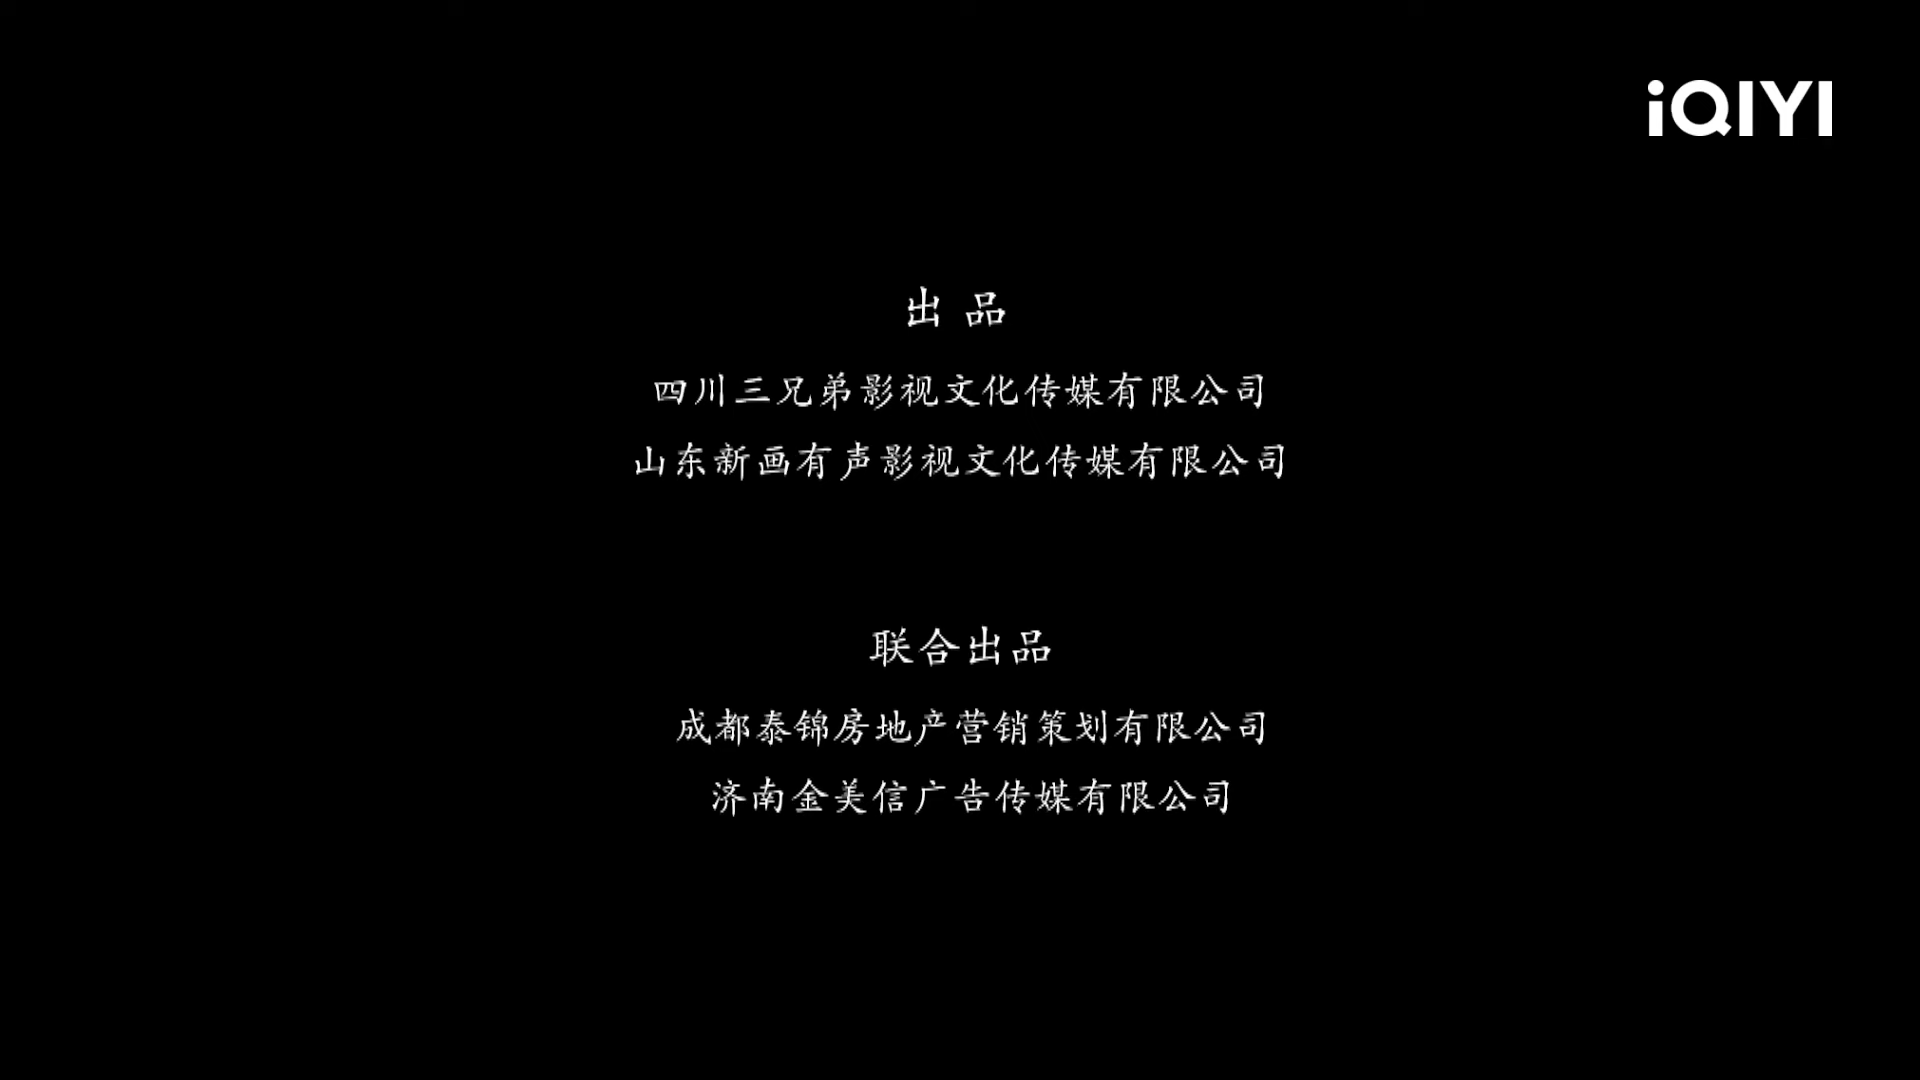 iQIYI
出 品
四川三兄弟影视文化传媒有限公司
山东新画有声影视文化传媒有限公司
联合出品
成都泰锦房地产营销策划有限公司
济南金美信广告传媒有限公司